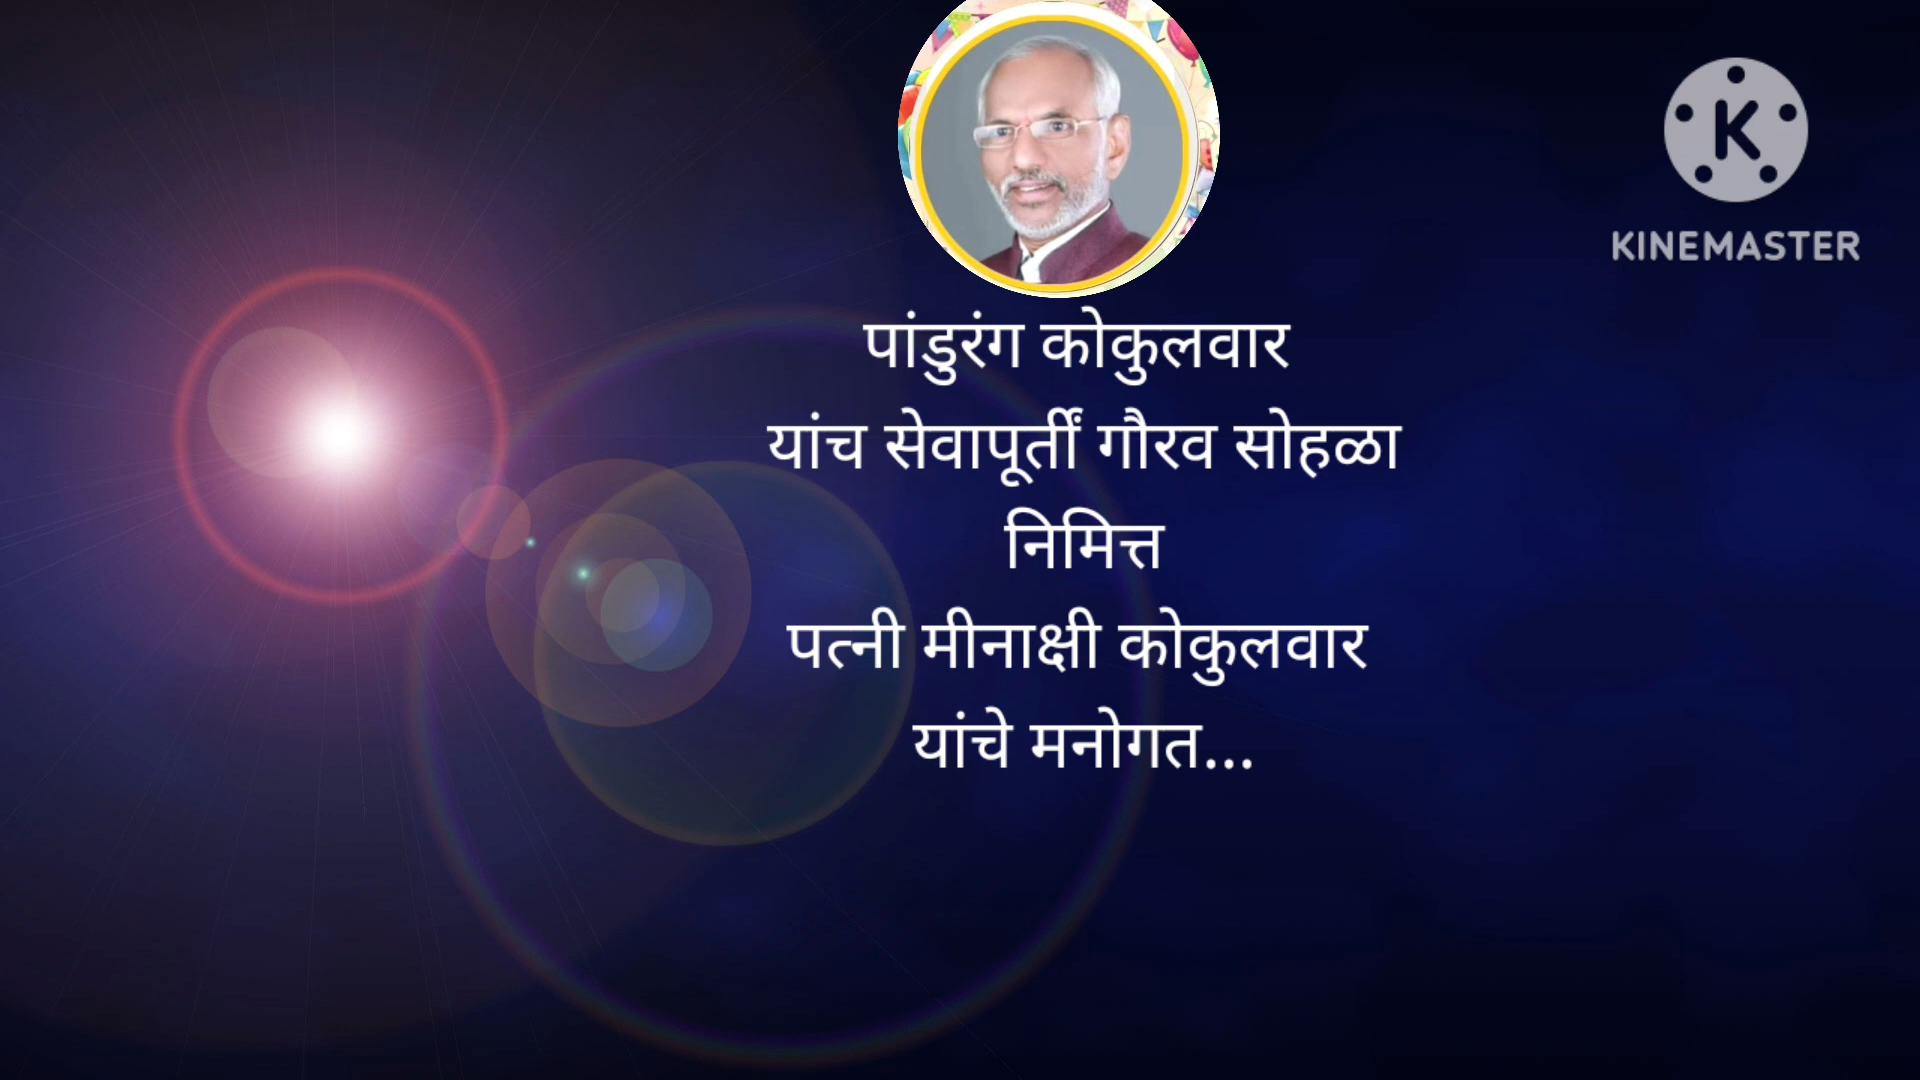 पांडुरंग कोकुलवार
यांच सेवापूर्तीं गौरव सोहळा
निमित्त
पत्नी मीनाक्षी कोकुलवार
यांचे मनोगत...
K
KINEMASTER